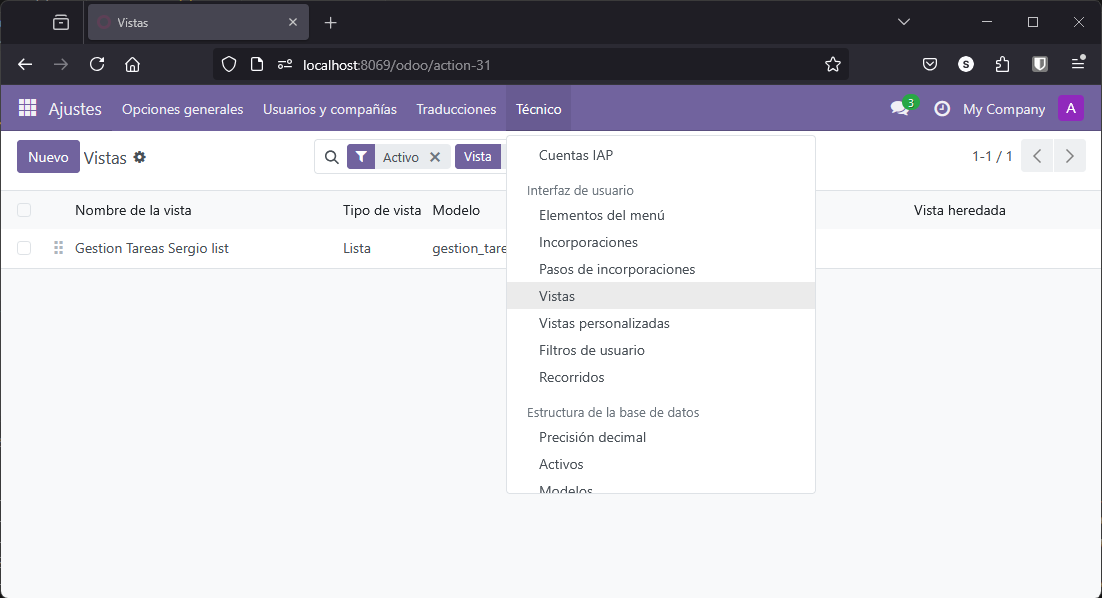 Vistas
localhost:8069/odoo/action-31
S
Ajustes Opciones generales Usuarios y compañías Traducciones Técnico 3 My Company A
Nuevo Vistas Activo Vista 1-1 / 1
Nombre de la vista Tipo de vista Modelo Vista heredada
Gestion Tareas Sergio list Lista gestion_tare
Cuentas IAP
Interfaz de usuario
Elementos del menú
Incorporaciones
Pasos de incorporaciones
Vistas
Vistas personalizadas
Filtros de usuario
Recorridos
Estructura de la base de datos
Precisión decimal
Activos
Modelos